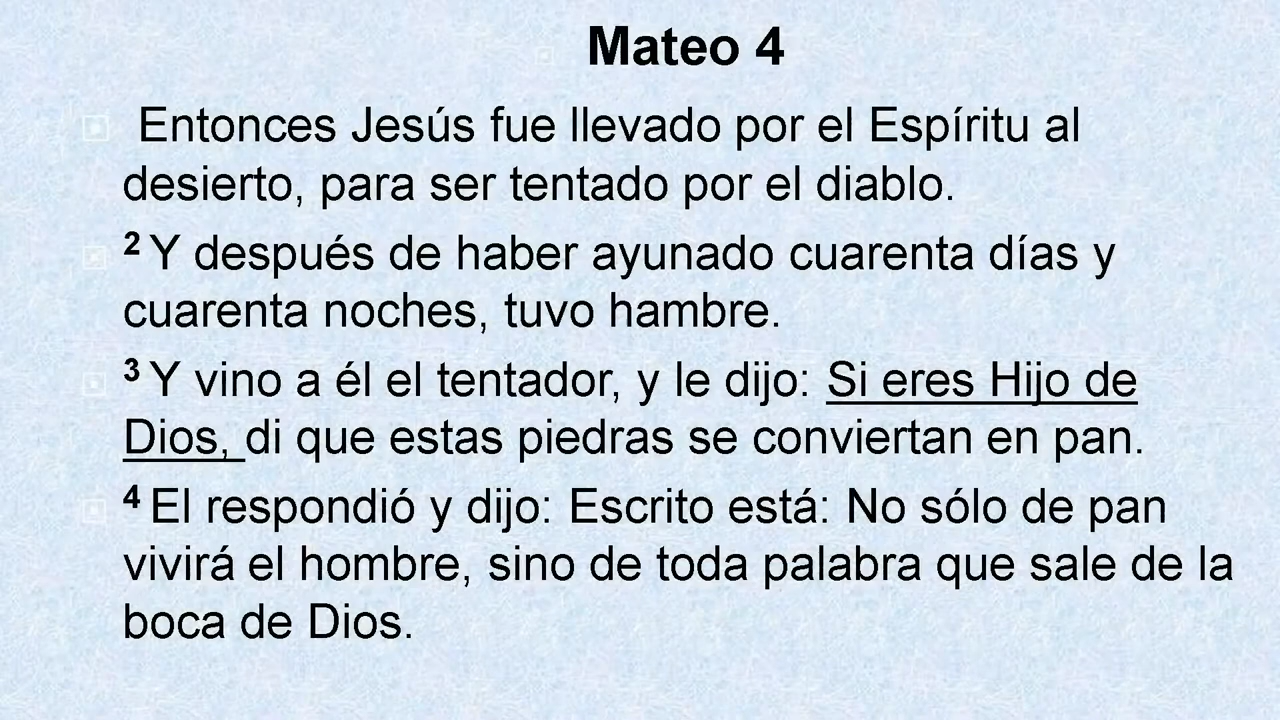 Mateo 4
Entonces Jesús fue llevado por el Espíritu al
desierto, para ser tentado por el diablo.
2 Y después de haber ayunado cuarenta días y
cuarenta noches, tuvo hambre.
3 Y vino a él el tentador, y le dijo: Si eres Hijo de
Dios, di que estas piedras se conviertan en pan.
4 El respondió y dijo: Escrito está: No sólo de pan
vivirá el hombre, sino de toda palabra que sale de la
boca de Dios.